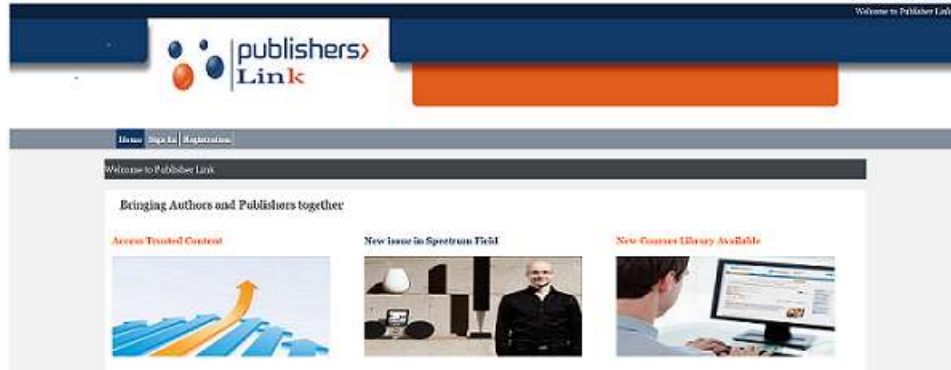 Welcome to Publisher Link
publishers>
Link
Home Sign In Registration
Welcome to Publisher Link
Bringing Authors and Publishers together
Access Trusted Content
New issue in Spectrum Field
New Courses Library Available